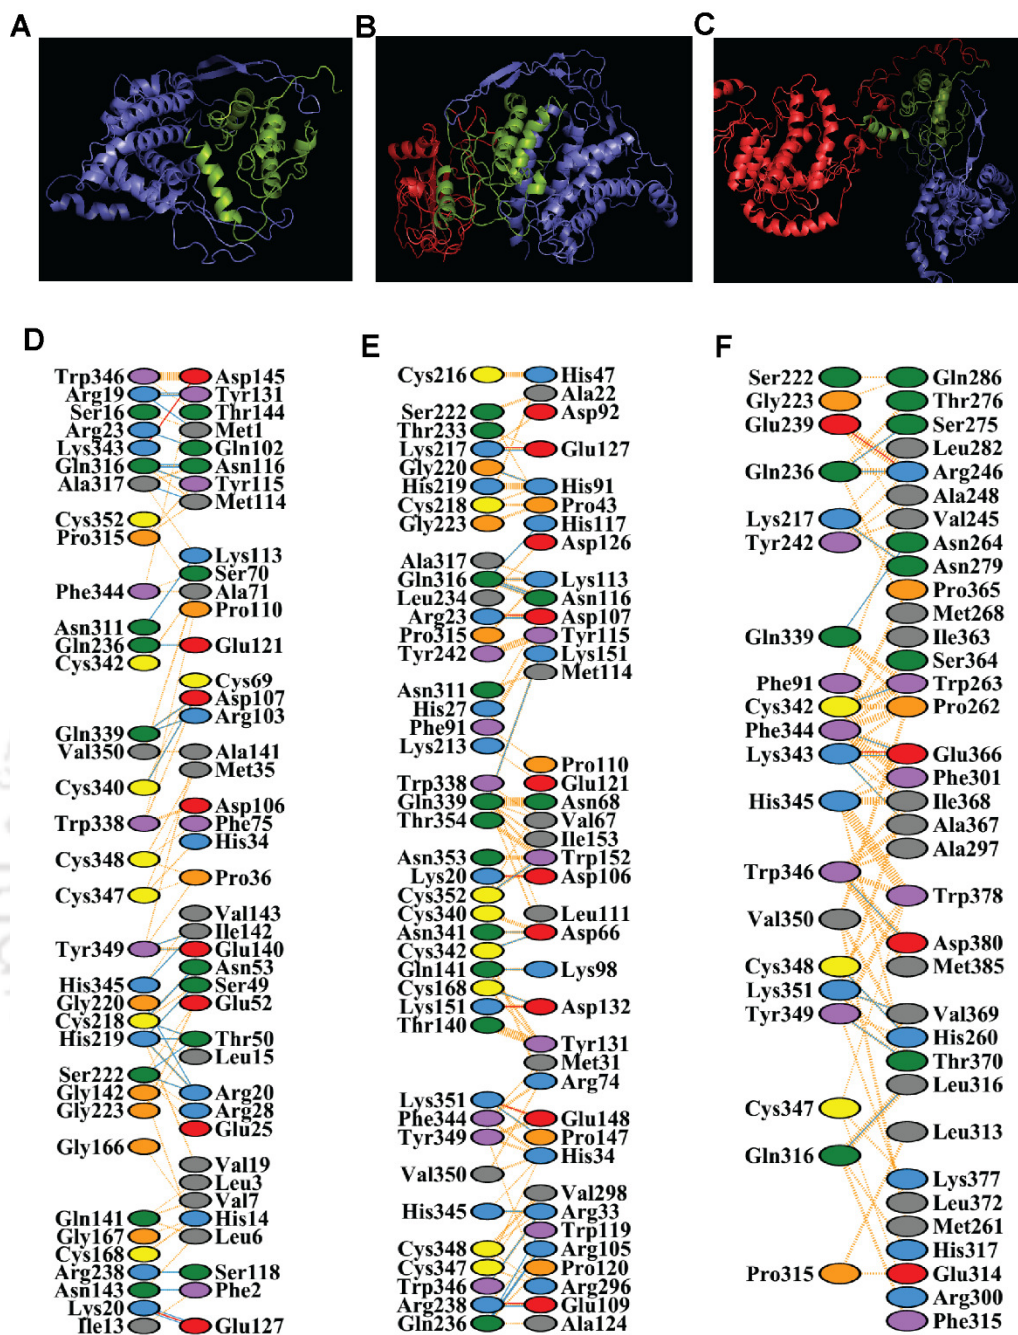 A
B
C
D
E
F
Trp346 Asp145
Arg19 Tyr131
Ser16 Thr144
Arg23 Met1
Lys343 Gln102
Gln316 Asn116
Ala317 Tyr115
Met114
Cys352
Pro315
Lys113
Ser70
Phe344 Ala71
Pro110
Asn311
Gln236 Glu121
Cys342
Cys69
Asp107
Arg103
Gln339
Val350 Ala141
Met35
Cys340
Asp106
Trp338 Phe75
His34
Cys348
Pro36
Cys347
Val143
Ile142
Tyr349 Glu140
Asn53
His345 Ser49
Gly220 Glu52
Cys218
His219 Thr50
Leu15
Ser222
Gly142 Arg20
Gly223 Arg28
Glu25
Gly166
Val19
Leu3
Val7
Gln141 His14
Gly167 Leu6
Cys168
Arg238 Ser118
Asn143 Phe2
Lys20
Ile13 Glu127
Cys216 His47
Ala22
Ser222 Asp92
Thr233
Lys217 Glu127
Gly220
His219 His91
Cys218 Pro43
Gly223 His117
Asp126
Ala317
Gln316 Lys113
Leu234 Asn116
Arg23 Asp107
Pro315 Tyr115
Tyr242 Lys151
Met114
Asn311
His27
Phe91
Lys213
Pro110
Trp338 Glu121
Gln339 Asn68
Thr354 Val67
Ile153
Asn353 Trp152
Lys20 Asp106
Cys352
Cys340 Leu111
Asn341 Asp66
Cys342
Gln141 Lys98
Cys168
Lys151 Asp132
Thr140
Tyr131
Met31
Arg74
Lys351
Phe344 Glu148
Tyr349 Pro147
His34
Val350
Val298
His345 Arg33
Trp119
Cys348 Arg105
Cys347 Pro120
Trp346 Arg296
Arg238 Glu109
Gln236 Ala124
Ser222 Gln286
Gly223 Thr276
Glu239 Ser275
Leu282
Gln236 Arg246
Ala248
Lys217 Val245
Tyr242 Asn264
Asn279
Pro365
Met268
Gln339 Ile363
Ser364
Phe91 Trp263
Cys342 Pro262
Phe344
Lys343 Glu366
Phe301
His345 Ile368
Ala367
Ala297
Trp346
Trp378
Val350
Asp380
Cys348 Met385
Lys351
Tyr349 Val369
His260
Thr370
Leu316
Cys347
Leu313
Gln316
Lys377
Leu372
Met261
His317
Pro315 Glu314
Arg300
Phe315